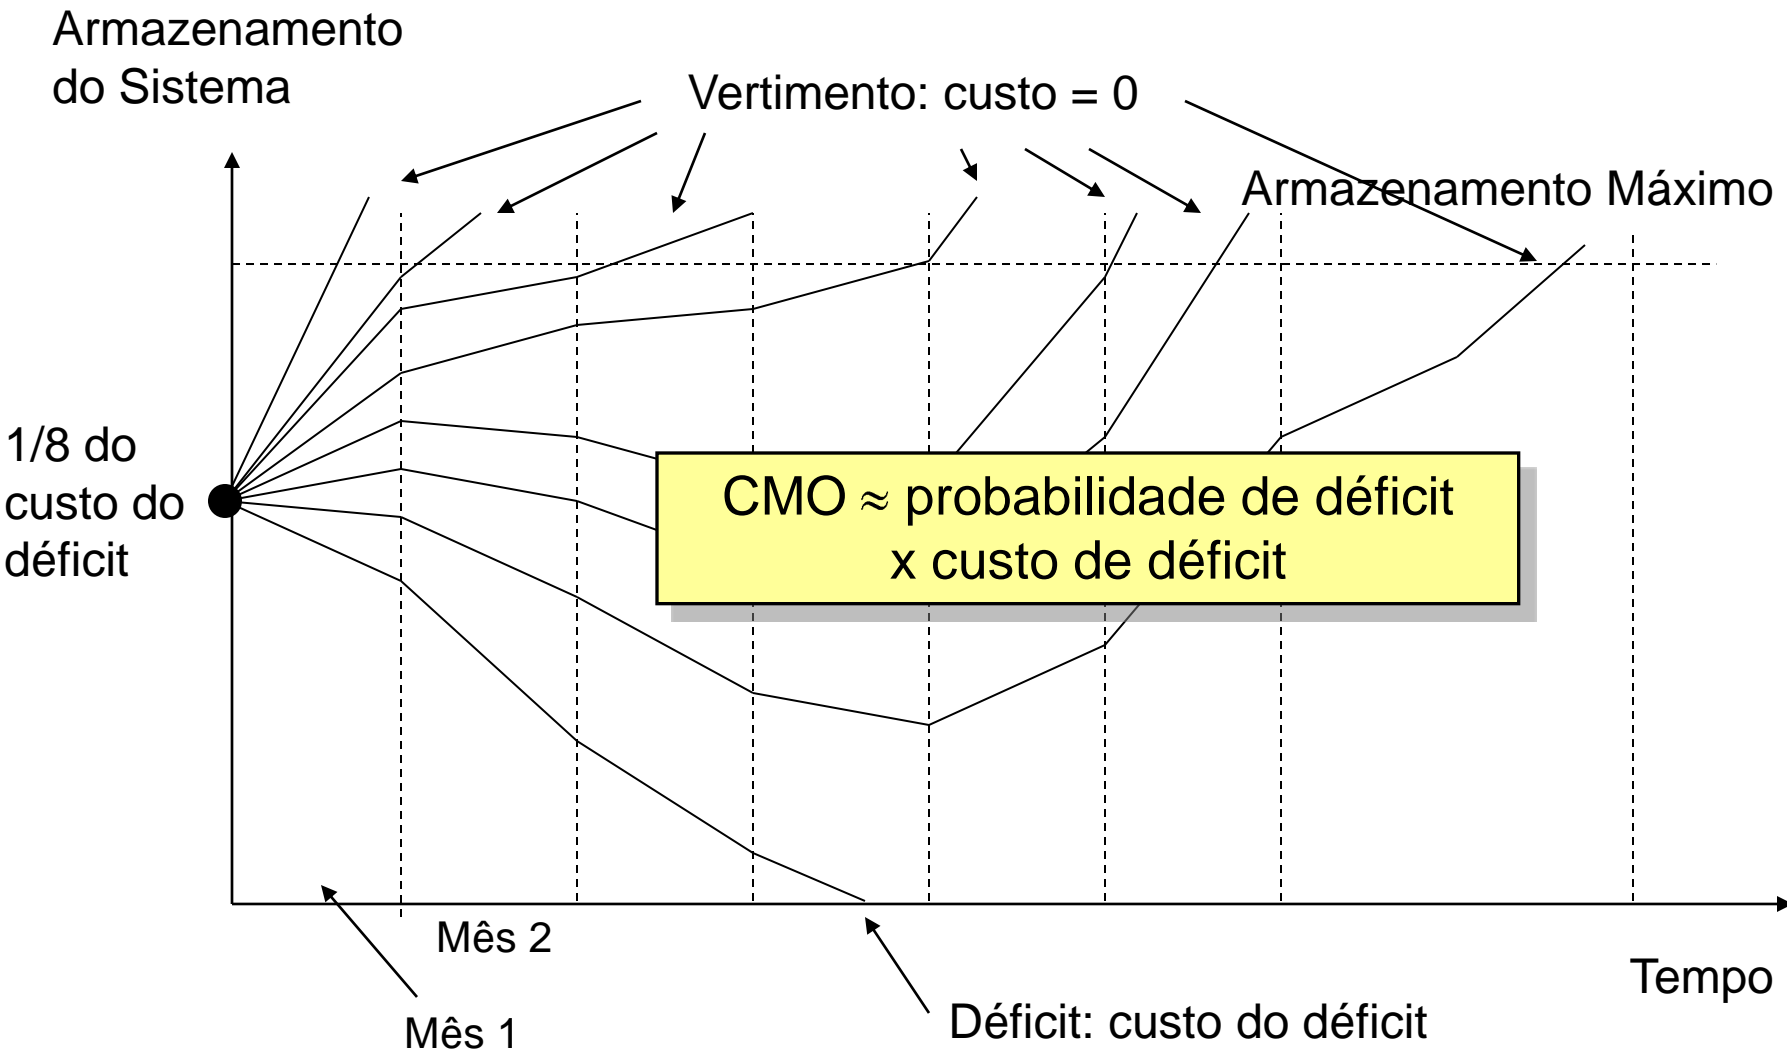 Armazenamento
do Sistema
Vertimento: custo = 0
Armazenamento Máximo
1/8 do
custo do
déficit
CMO ≈ probabilidade de déficit
x custo de déficit
Mês 2
Tempo
Mês 1
Déficit: custo do déficit